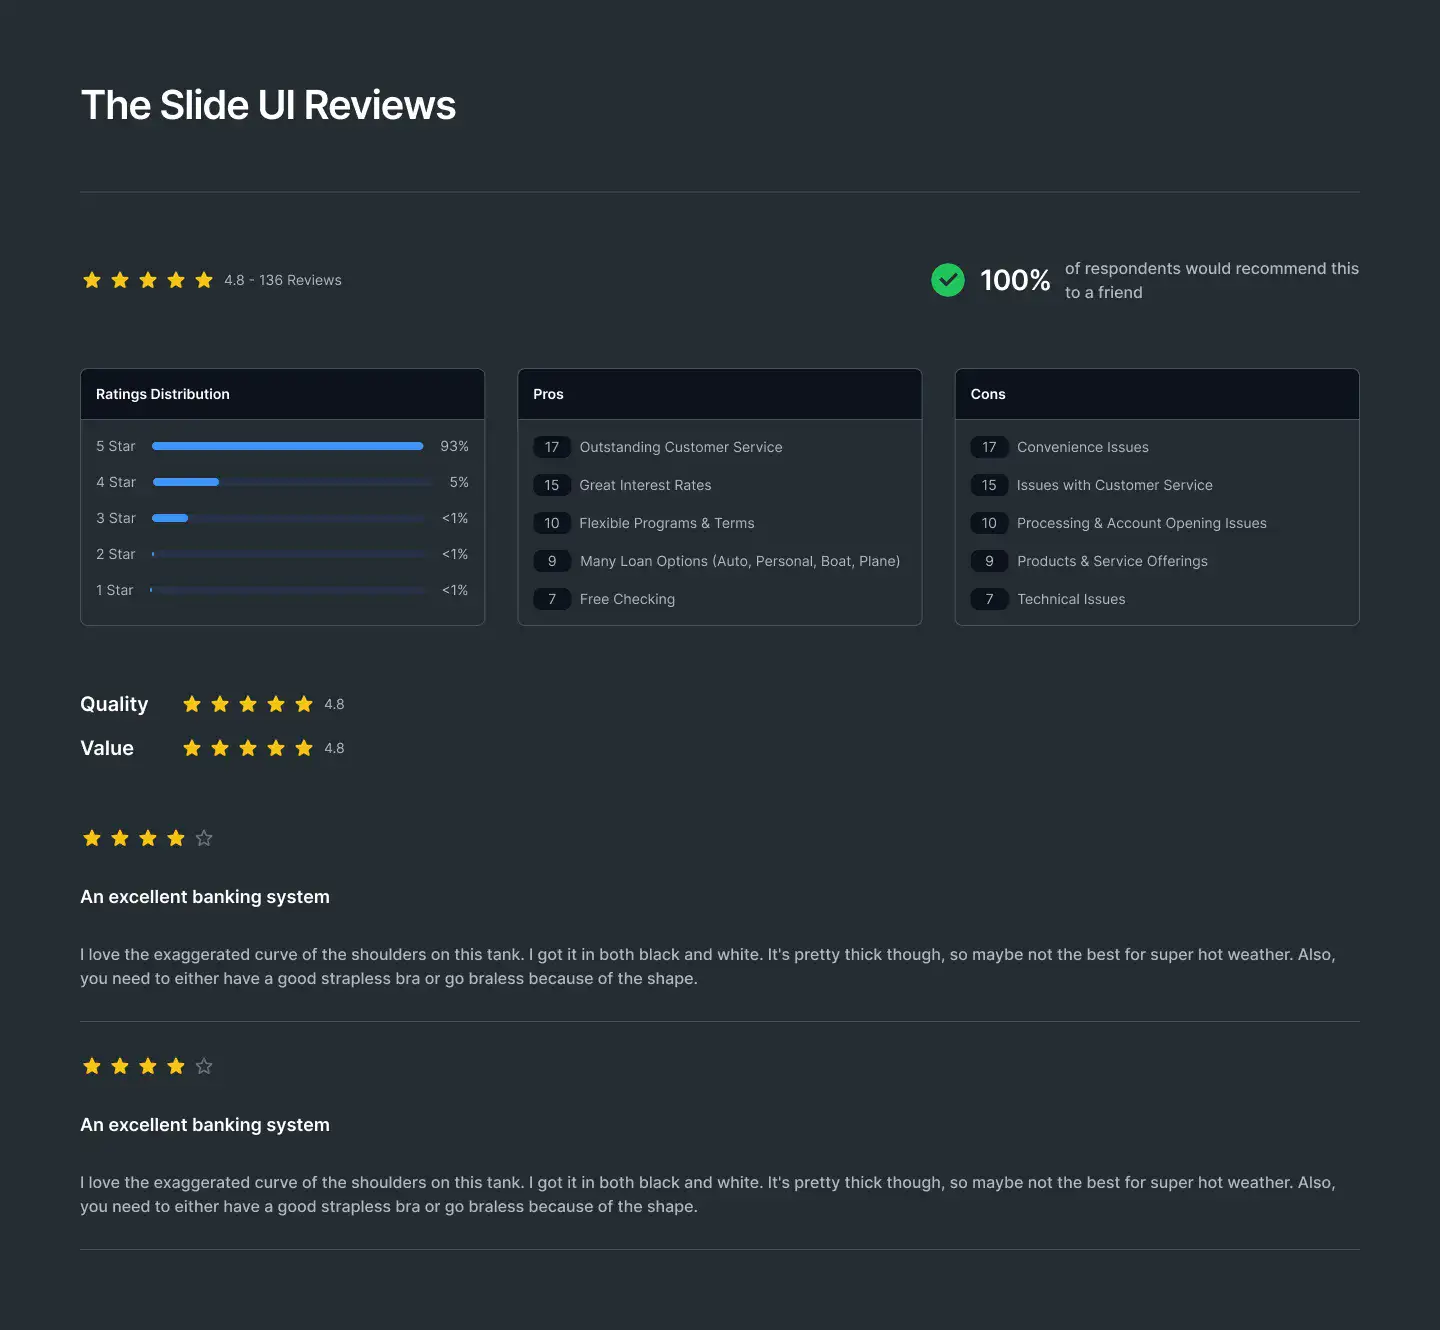 The Slide UI Reviews
4.8 - 136 Reviews
100%
of respondents would recommend this
to a friend
Ratings Distribution
5 Star 93%
4 Star 5%
3 Star <1%
2 Star <1%
1 Star <1%
Pros
17 Outstanding Customer Service
15 Great Interest Rates
10 Flexible Programs & Terms
9 Many Loan Options (Auto, Personal, Boat, Plane)
7 Free Checking
Cons
17 Convenience Issues
15 Issues with Customer Service
10 Processing & Account Opening Issues
9 Products & Service Offerings
7 Technical Issues
Quality 4.8
Value 4.8
An excellent banking system
I love the exaggerated curve of the shoulders on this tank. I got it in both black and white. It's pretty thick though, so maybe not the best for super hot weather. Also,
you need to either have a good strapless bra or go braless because of the shape.
An excellent banking system
I love the exaggerated curve of the shoulders on this tank. I got it in both black and white. It's pretty thick though, so maybe not the best for super hot weather. Also,
you need to either have a good strapless bra or go braless because of the shape.